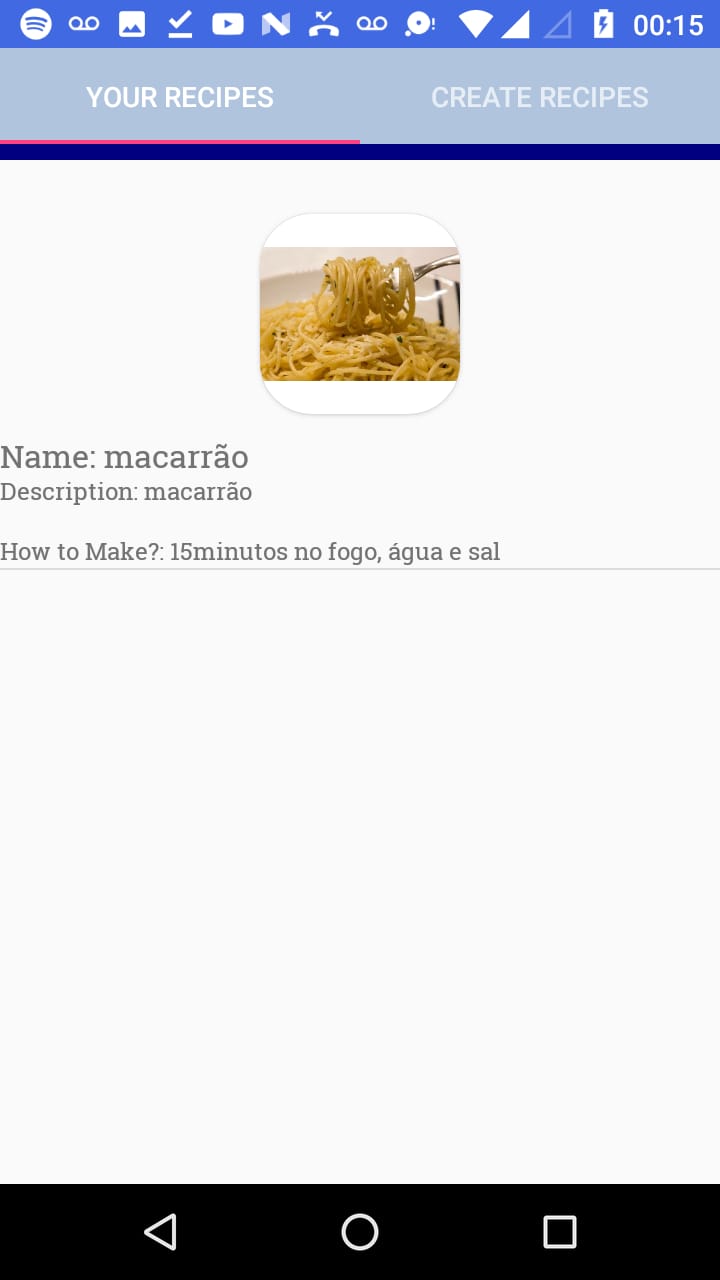 00:15
YOUR RECIPES CREATE RECIPES
Name: macarrão
Description: macarrão
How to Make?: 15minutos no fogo, água e sal